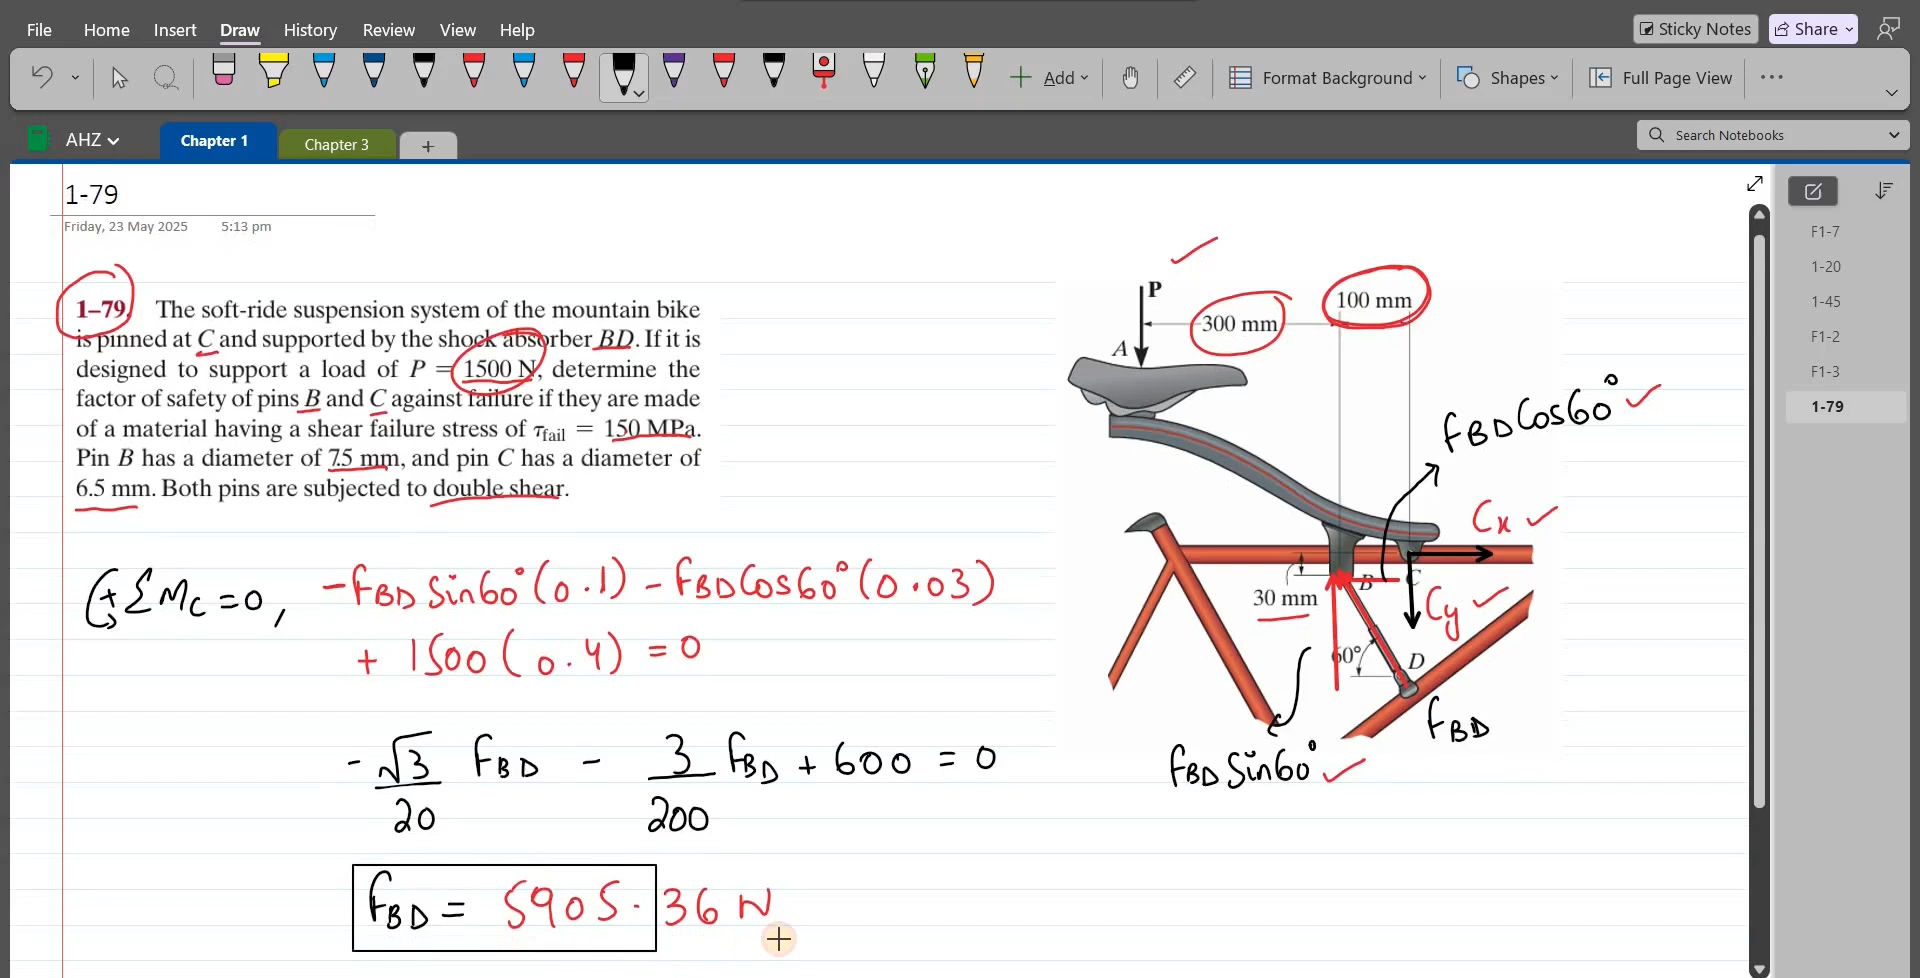 File Home Insert Draw History Review View Help
Sticky Notes Share
Add Format Background Shapes Full Page View
AHZ Chapter 1 Chapter 3 +
Search Notebooks
1-79
Friday, 23 May 2025 5:13 pm
F1-7
1-20
1-45
F1-2
F1-3
1-79
1–79. The soft-ride suspension system of the mountain bike
is pinned at C and supported by the shock absorber BD. If it is
designed to support a load of P = 1500 N, determine the
factor of safety of pins B and C against failure if they are made
of a material having a shear failure stress of τfail = 150 MPa.
Pin B has a diameter of 7.5 mm, and pin C has a diameter of
6.5 mm. Both pins are subjected to double shear.
P
100 mm
300 mm
A
FBD Cos60°
Cx
B
C
30 mm
Cy
60°
D
FBD
FBD Sin60°
+ΣMC = 0, -FBD Sin60°(0.1) - FBD Cos60°(0.03)
+ 1500(0.4) = 0
- √3/20 FBD - 3/200 FBD + 600 = 0
FBD = 5905.36 N